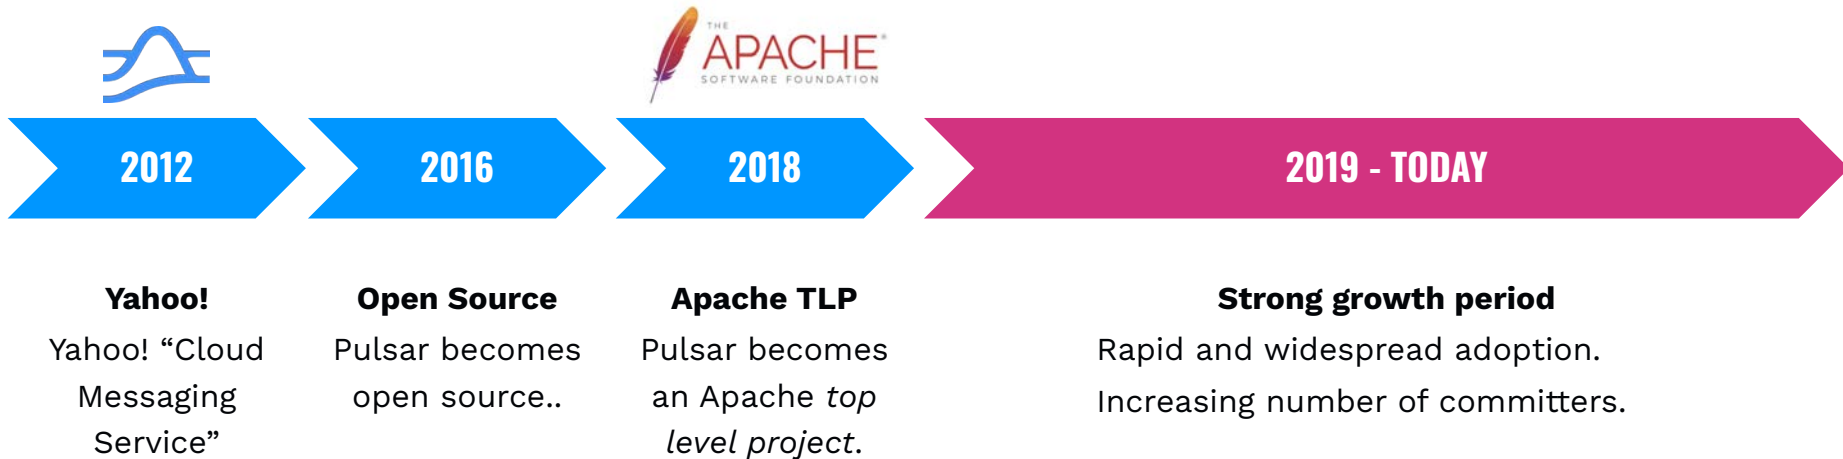 THE
APACHE®
SOFTWARE FOUNDATION
2012
2016
2018
2019 - TODAY
Yahoo!
Yahoo! “Cloud
Messaging
Service”
Open Source
Pulsar becomes
open source..
Apache TLP
Pulsar becomes
an Apache top
level project.
Strong growth period
Rapid and widespread adoption.
Increasing number of committers.